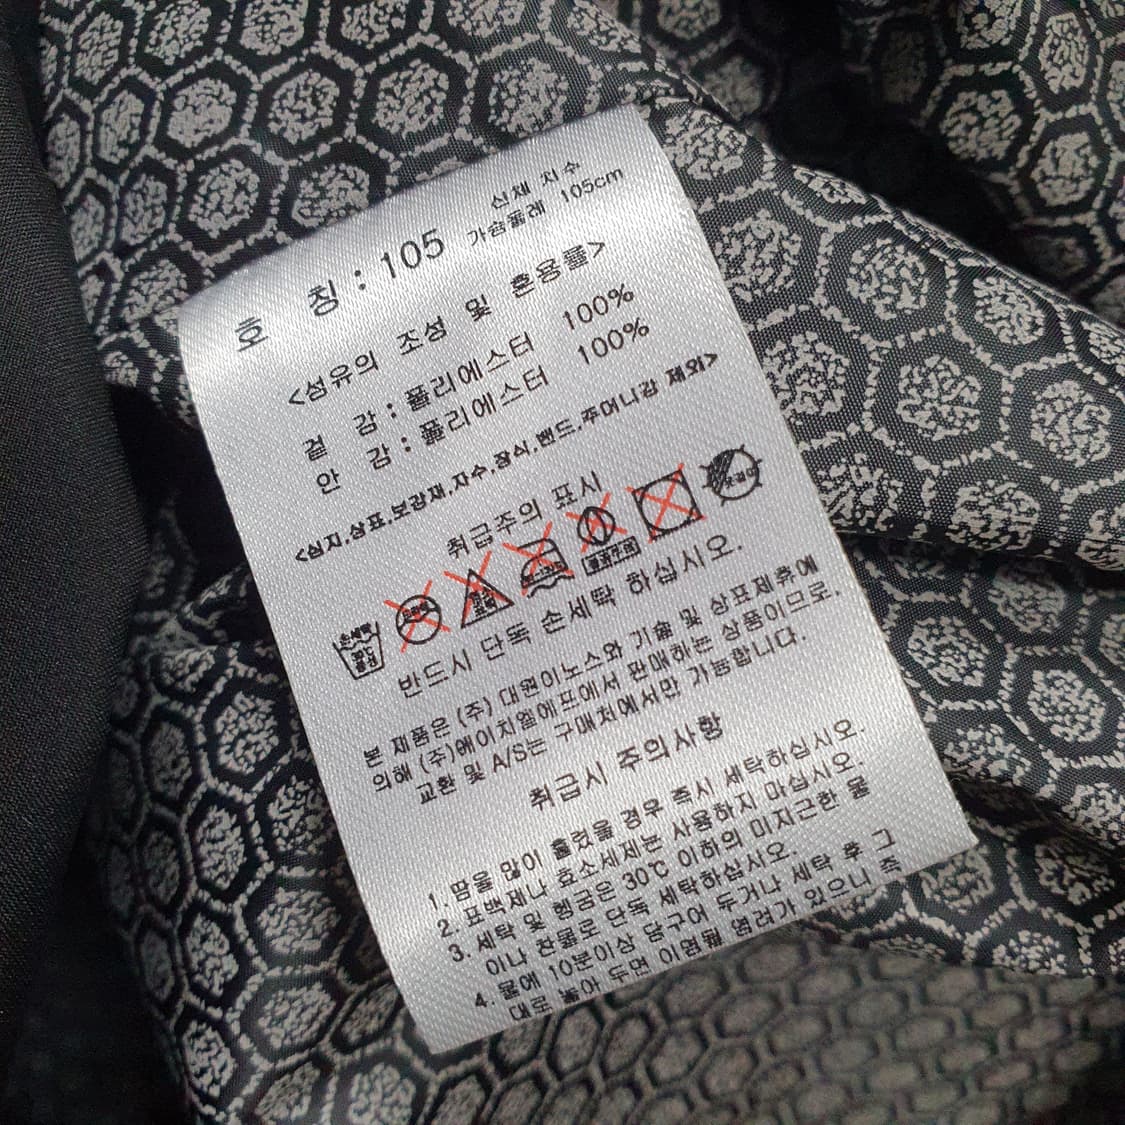 신체 치수
호 칭 : 105 가슴둘레 105cm
<섬유의 조성 및 혼용률>
겉 감 : 폴리에스터 100%
안 감 : 폴리에스터 100%
<심지,상표,보강재,자수,장식,밴드,주머니감 제외>
취급주의 표시
손세탁 30℃ 중성
반드시 단독 손세탁 하십시오.
본 제품은 (주) 대원이노스와 기술 및 상표제휴에
의해 (주)에이치엘에프에서 판매하는 상품이므로,
교환 및 A/S는 구매처에서만 가능합니다.
취급시 주의사항
1. 땀을 많이 흘렸을 경우 즉시 세탁하십시오.
2. 표백제나 효소세제는 사용하지 마십시오.
3. 세탁 및 헹굼은 30℃ 이하의 미지근한 물
이나 찬물로 단독 세탁하십시오.
4. 물에 10분이상 담구어 두거나 세탁 후 그
대로 놓아 두면 이염될 염려가 있으니 즉